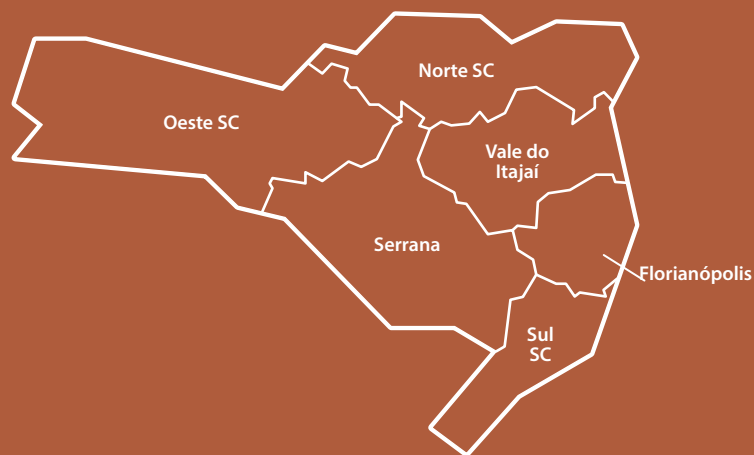 Norte SC
Oeste SC
Vale do
Itajaí
Serrana
Florianópolis
Sul
SC